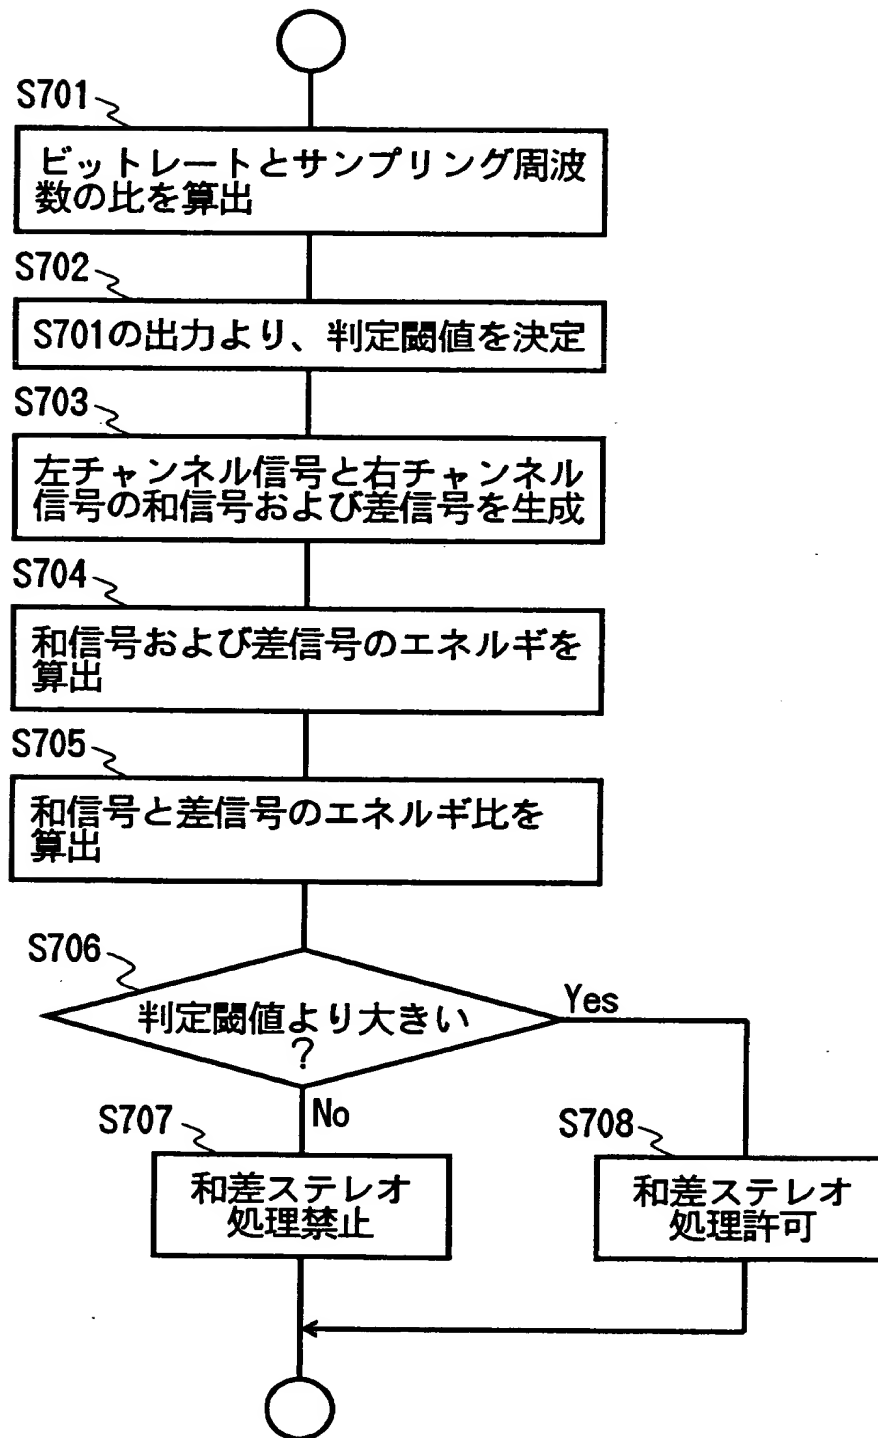 S701
ビットレートとサンプリング周波
数の比を算出
S702
S701の出力より、判定閾値を決定
S703
左チャンネル信号と右チャンネル
信号の和信号および差信号を生成
S704
和信号および差信号のエネルギを
算出
S705
和信号と差信号のエネルギ比を
算出
S706
判定閾値より大きい
?
Yes
No
S707
和差ステレオ
処理禁止
S708
和差ステレオ
処理許可